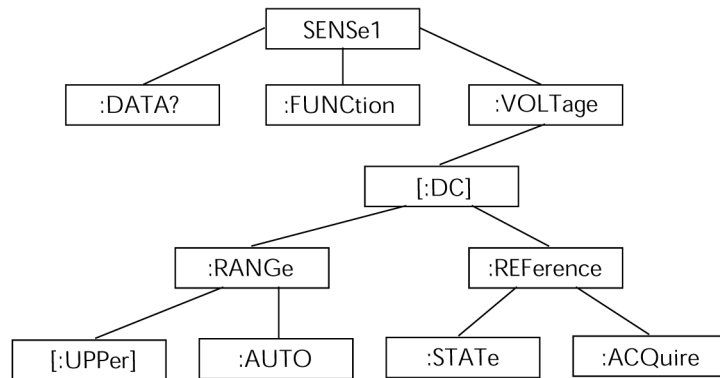 SENSe1
:DATA?
:FUNCtion
:VOLTage
[:DC]
:RANGe
:REFerence
[:UPPer]
:AUTO
:STATe
:ACQuire